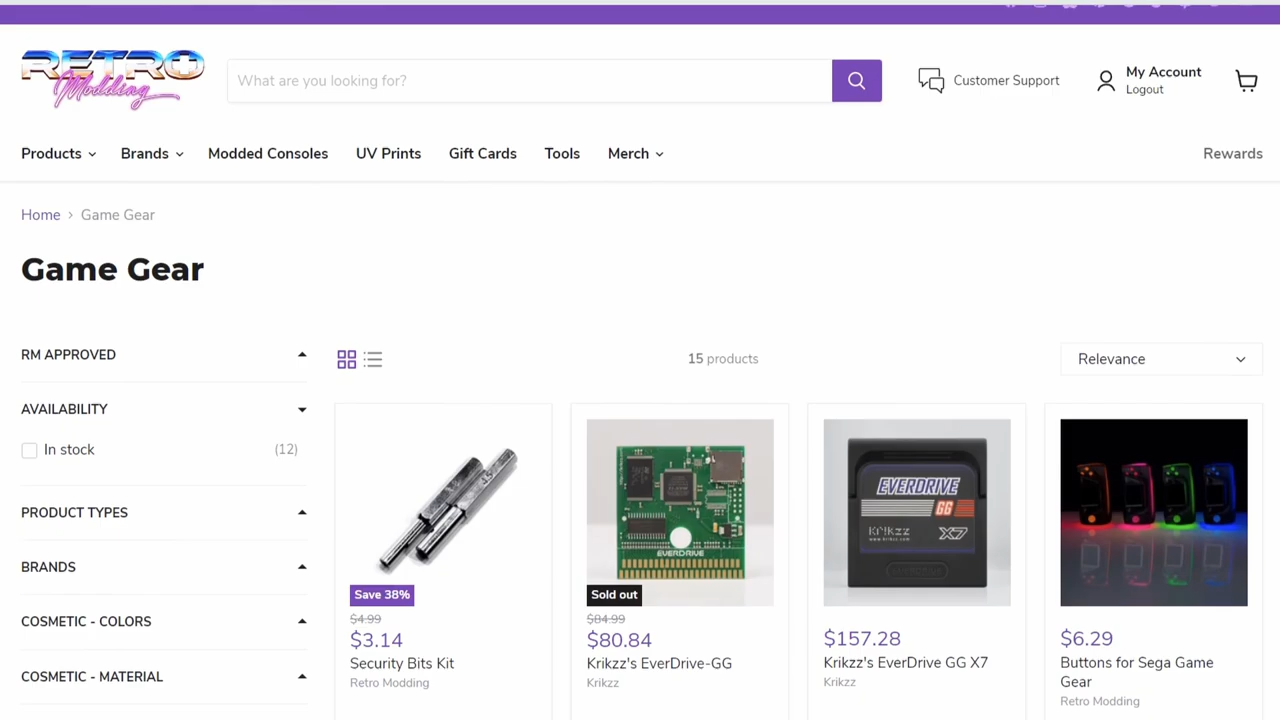 RETRO
Modding
What are you looking for?
Customer Support
My Account
Logout
Products
Brands
Modded Consoles
UV Prints
Gift Cards
Tools
Merch
Rewards
Home > Game Gear
Game Gear
RM APPROVED
15 products
Relevance
AVAILABILITY
In stock (12)
PRODUCT TYPES
BRANDS
COSMETIC - COLORS
COSMETIC - MATERIAL
Save 38%
$4.99
$3.14
Security Bits Kit
Retro Modding
EVERDRIVE
Sold out
$84.99
$80.84
Krikzz's EverDrive-GG
Krikzz
EVERDRIVE
GG
Krikzz
www.krikzz.com
X7
$157.28
Krikzz's EverDrive GG X7
Krikzz
$6.29
Buttons for Sega Game
Gear
Retro Modding